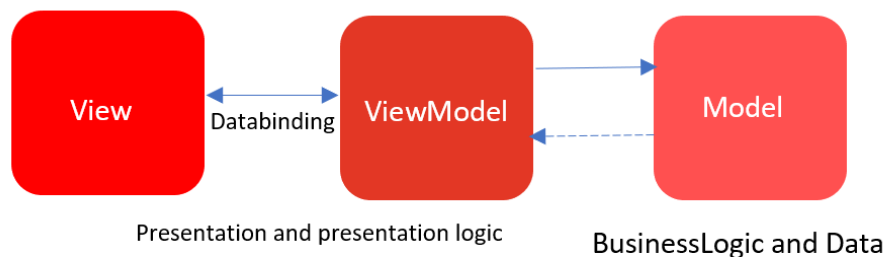 View
Databinding
ViewModel
Model
Presentation and presentation logic
BusinessLogic and Data